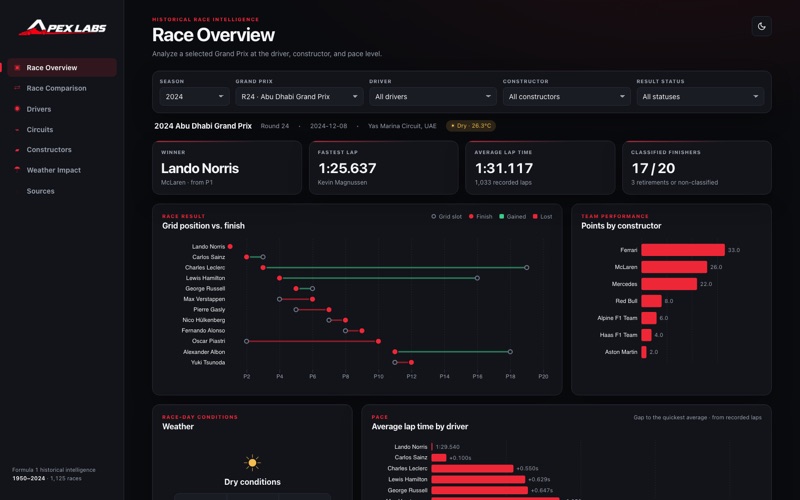 APEX LABS
Race Overview
Race Comparison
Drivers
Circuits
Constructors
Weather Impact
Sources
Formula 1 historical intelligence
1950–2024 · 1,125 races
HISTORICAL RACE INTELLIGENCE
Race Overview
Analyze a selected Grand Prix at the driver, constructor, and pace level.
SEASON
2024
GRAND PRIX
R24 · Abu Dhabi Grand Prix
DRIVER
All drivers
CONSTRUCTOR
All constructors
RESULT STATUS
All statuses
2024 Abu Dhabi Grand Prix Round 24 · 2024-12-08 · Yas Marina Circuit, UAE Dry · 26.3°C
WINNER
Lando Norris
McLaren · from P1
FASTEST LAP
1:25.637
Kevin Magnussen
AVERAGE LAP TIME
1:31.117
1,033 recorded laps
CLASSIFIED FINISHERS
17 / 20
3 retirements or non-classified
RACE RESULT
Grid position vs. finish
Grid slot Finish Gained Lost
Lando Norris
Carlos Sainz
Charles Leclerc
Lewis Hamilton
George Russell
Max Verstappen
Pierre Gasly
Nico Hülkenberg
Fernando Alonso
Oscar Piastri
Alexander Albon
Yuki Tsunoda
P2 P4 P6 P8 P10 P12 P14 P16 P18 P20
TEAM PERFORMANCE
Points by constructor
Ferrari 33.0
McLaren 26.0
Mercedes 22.0
Red Bull 8.0
Alpine F1 Team 6.0
Haas F1 Team 4.0
Aston Martin 2.0
RACE-DAY CONDITIONS
Weather
Dry conditions
PACE
Average lap time by driver
Gap to the quickest average · from recorded laps
Lando Norris 1:29.540
Carlos Sainz +0.100s
Charles Leclerc +0.550s
Lewis Hamilton +0.629s
George Russell +0.647s